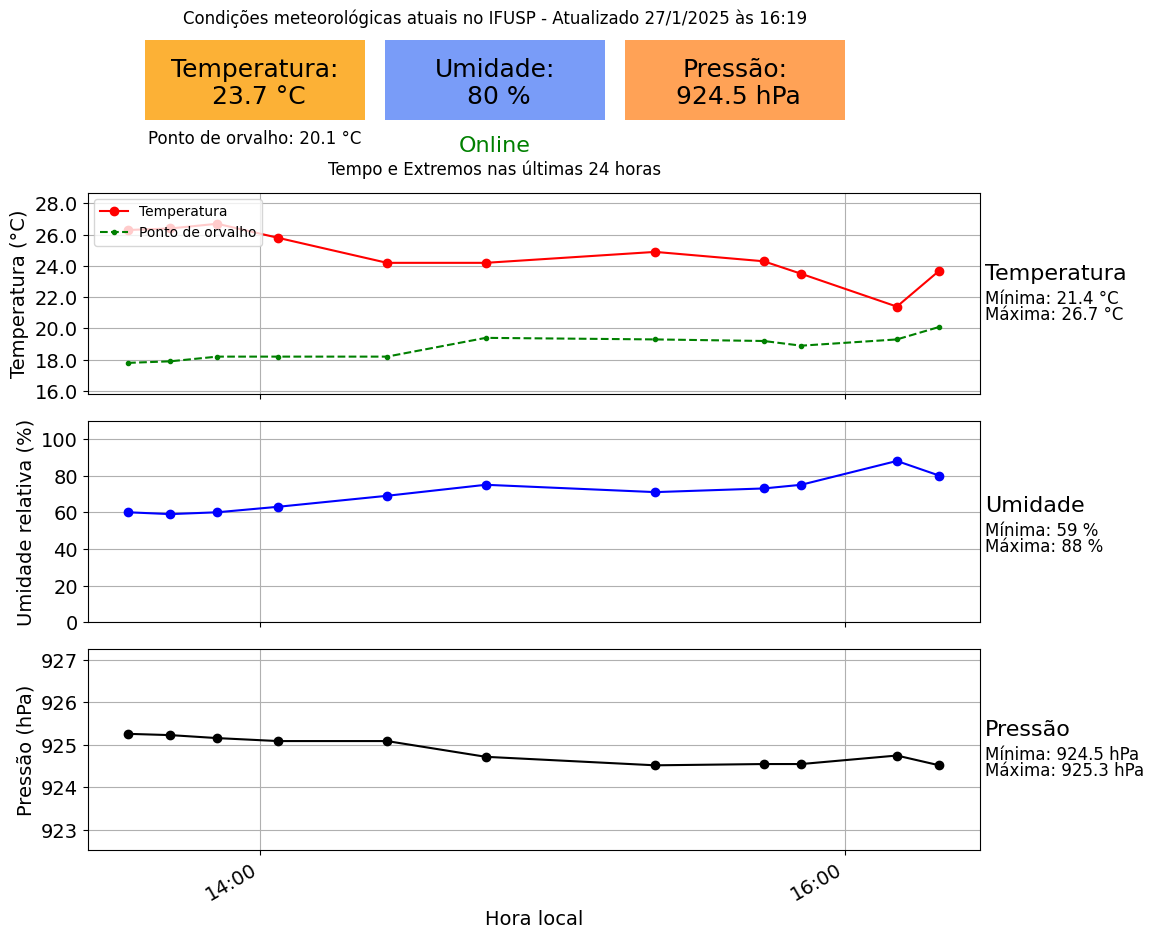 Condições meteorológicas atuais no IFUSP - Atualizado 27/1/2025 às 16:19
Temperatura:
23.7 °C
Umidade:
80 %
Pressão:
924.5 hPa
Ponto de orvalho: 20.1 °C
Online
Tempo e Extremos nas últimas 24 horas
Temperatura (°C)
28.0
26.0
24.0
22.0
20.0
18.0
16.0
Temperatura
Ponto de orvalho
Temperatura
Mínima: 21.4 °C
Máxima: 26.7 °C
Umidade relativa (%)
100
80
60
40
20
0
Umidade
Mínima: 59 %
Máxima: 88 %
Pressão (hPa)
927
926
925
924
923
Pressão
Mínima: 924.5 hPa
Máxima: 925.3 hPa
14:00
16:00
Hora local